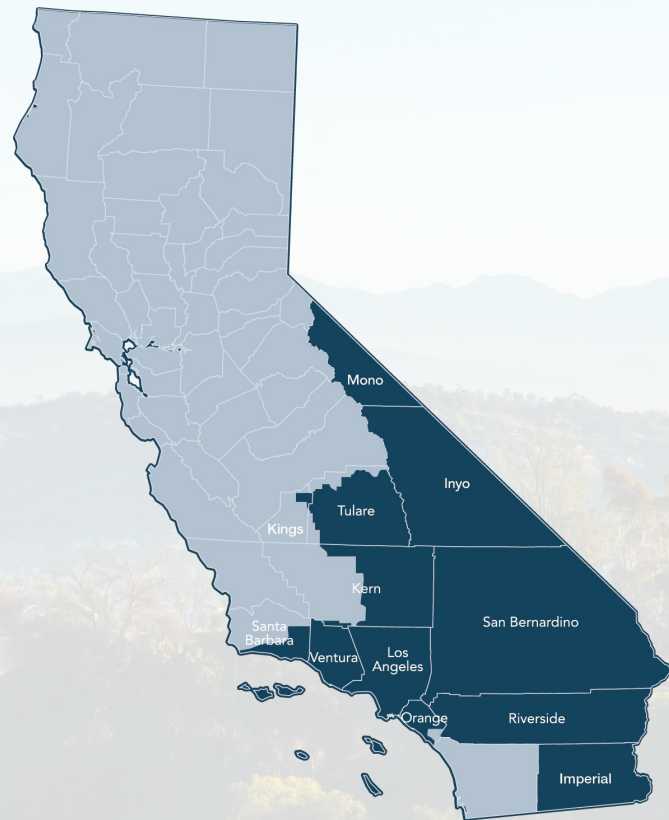 Mono
Inyo
Tulare
Kings
Kern
San Bernardino
Santa
Barbara
Ventura
Los
Angeles
Orange
Riverside
Imperial